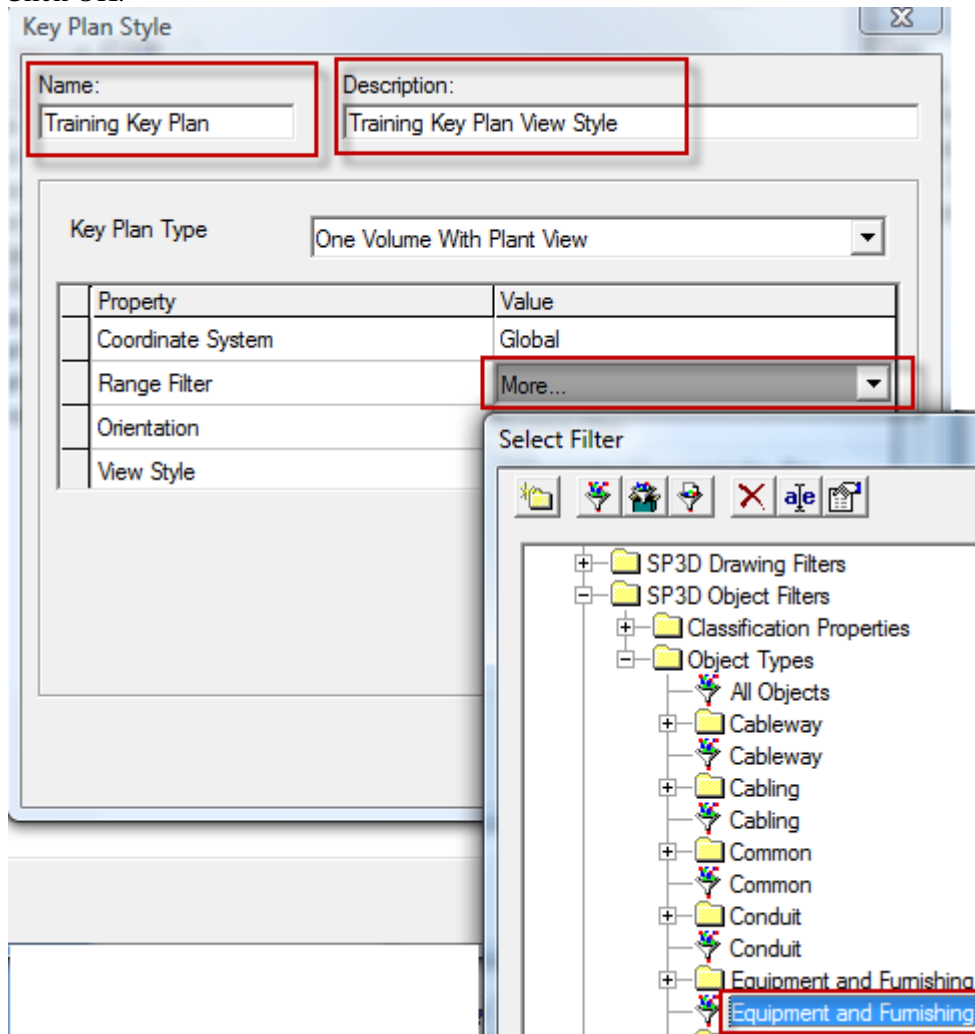 Click OK.
Key Plan Style
Name:
Description:
Training Key Plan
Training Key Plan View Style
Key Plan Type
One Volume With Plant View
Property
Value
Coordinate System
Global
Range Filter
More...
Orientation
View Style
Select Filter
a e
SP3D Drawing Filters
SP3D Object Filters
Classification Properties
Object Types
All Objects
Cableway
Cableway
Cabling
Cabling
Common
Common
Conduit
Conduit
Equipment and Furnishing
Equipment and Furnishing